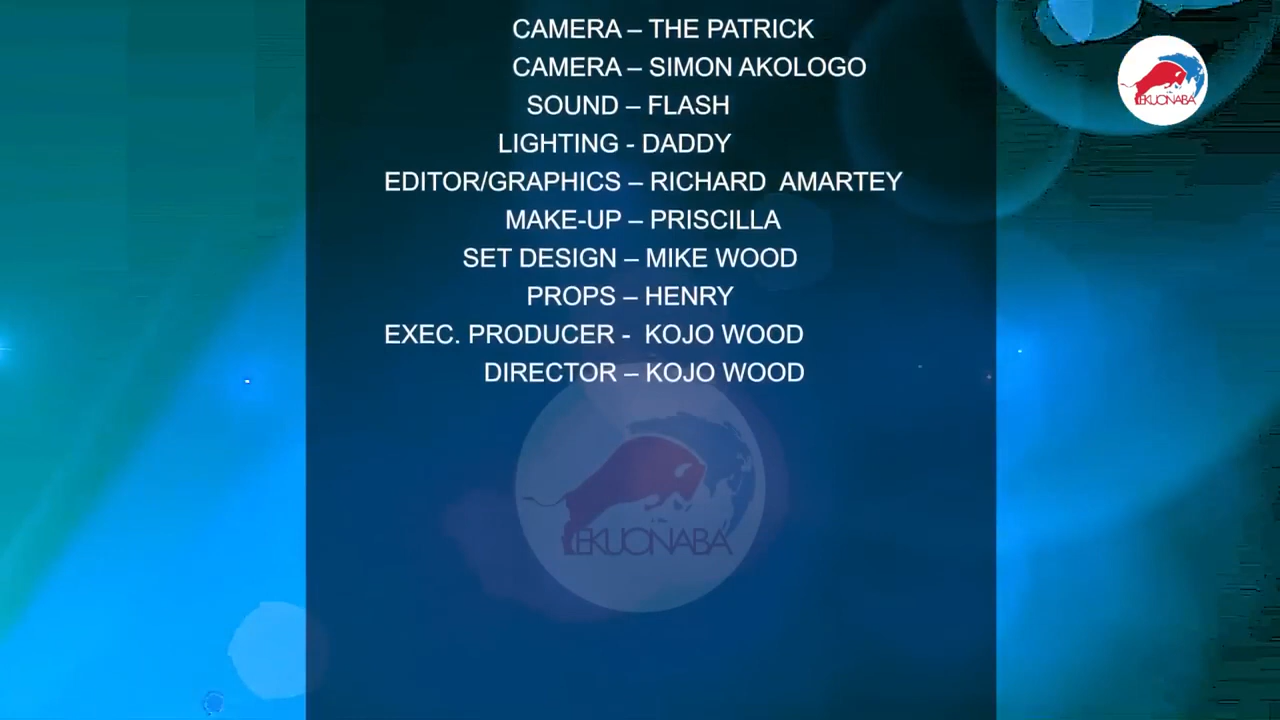 CAMERA – THE PATRICK
CAMERA – SIMON AKOLOGO
EKUONABA
SOUND – FLASH
LIGHTING - DADDY
EDITOR/GRAPHICS – RICHARD AMARTEY
MAKE-UP – PRISCILLA
SET DESIGN – MIKE WOOD
PROPS – HENRY
EXEC. PRODUCER - KOJO WOOD
DIRECTOR – KOJO WOOD
EKUONABA